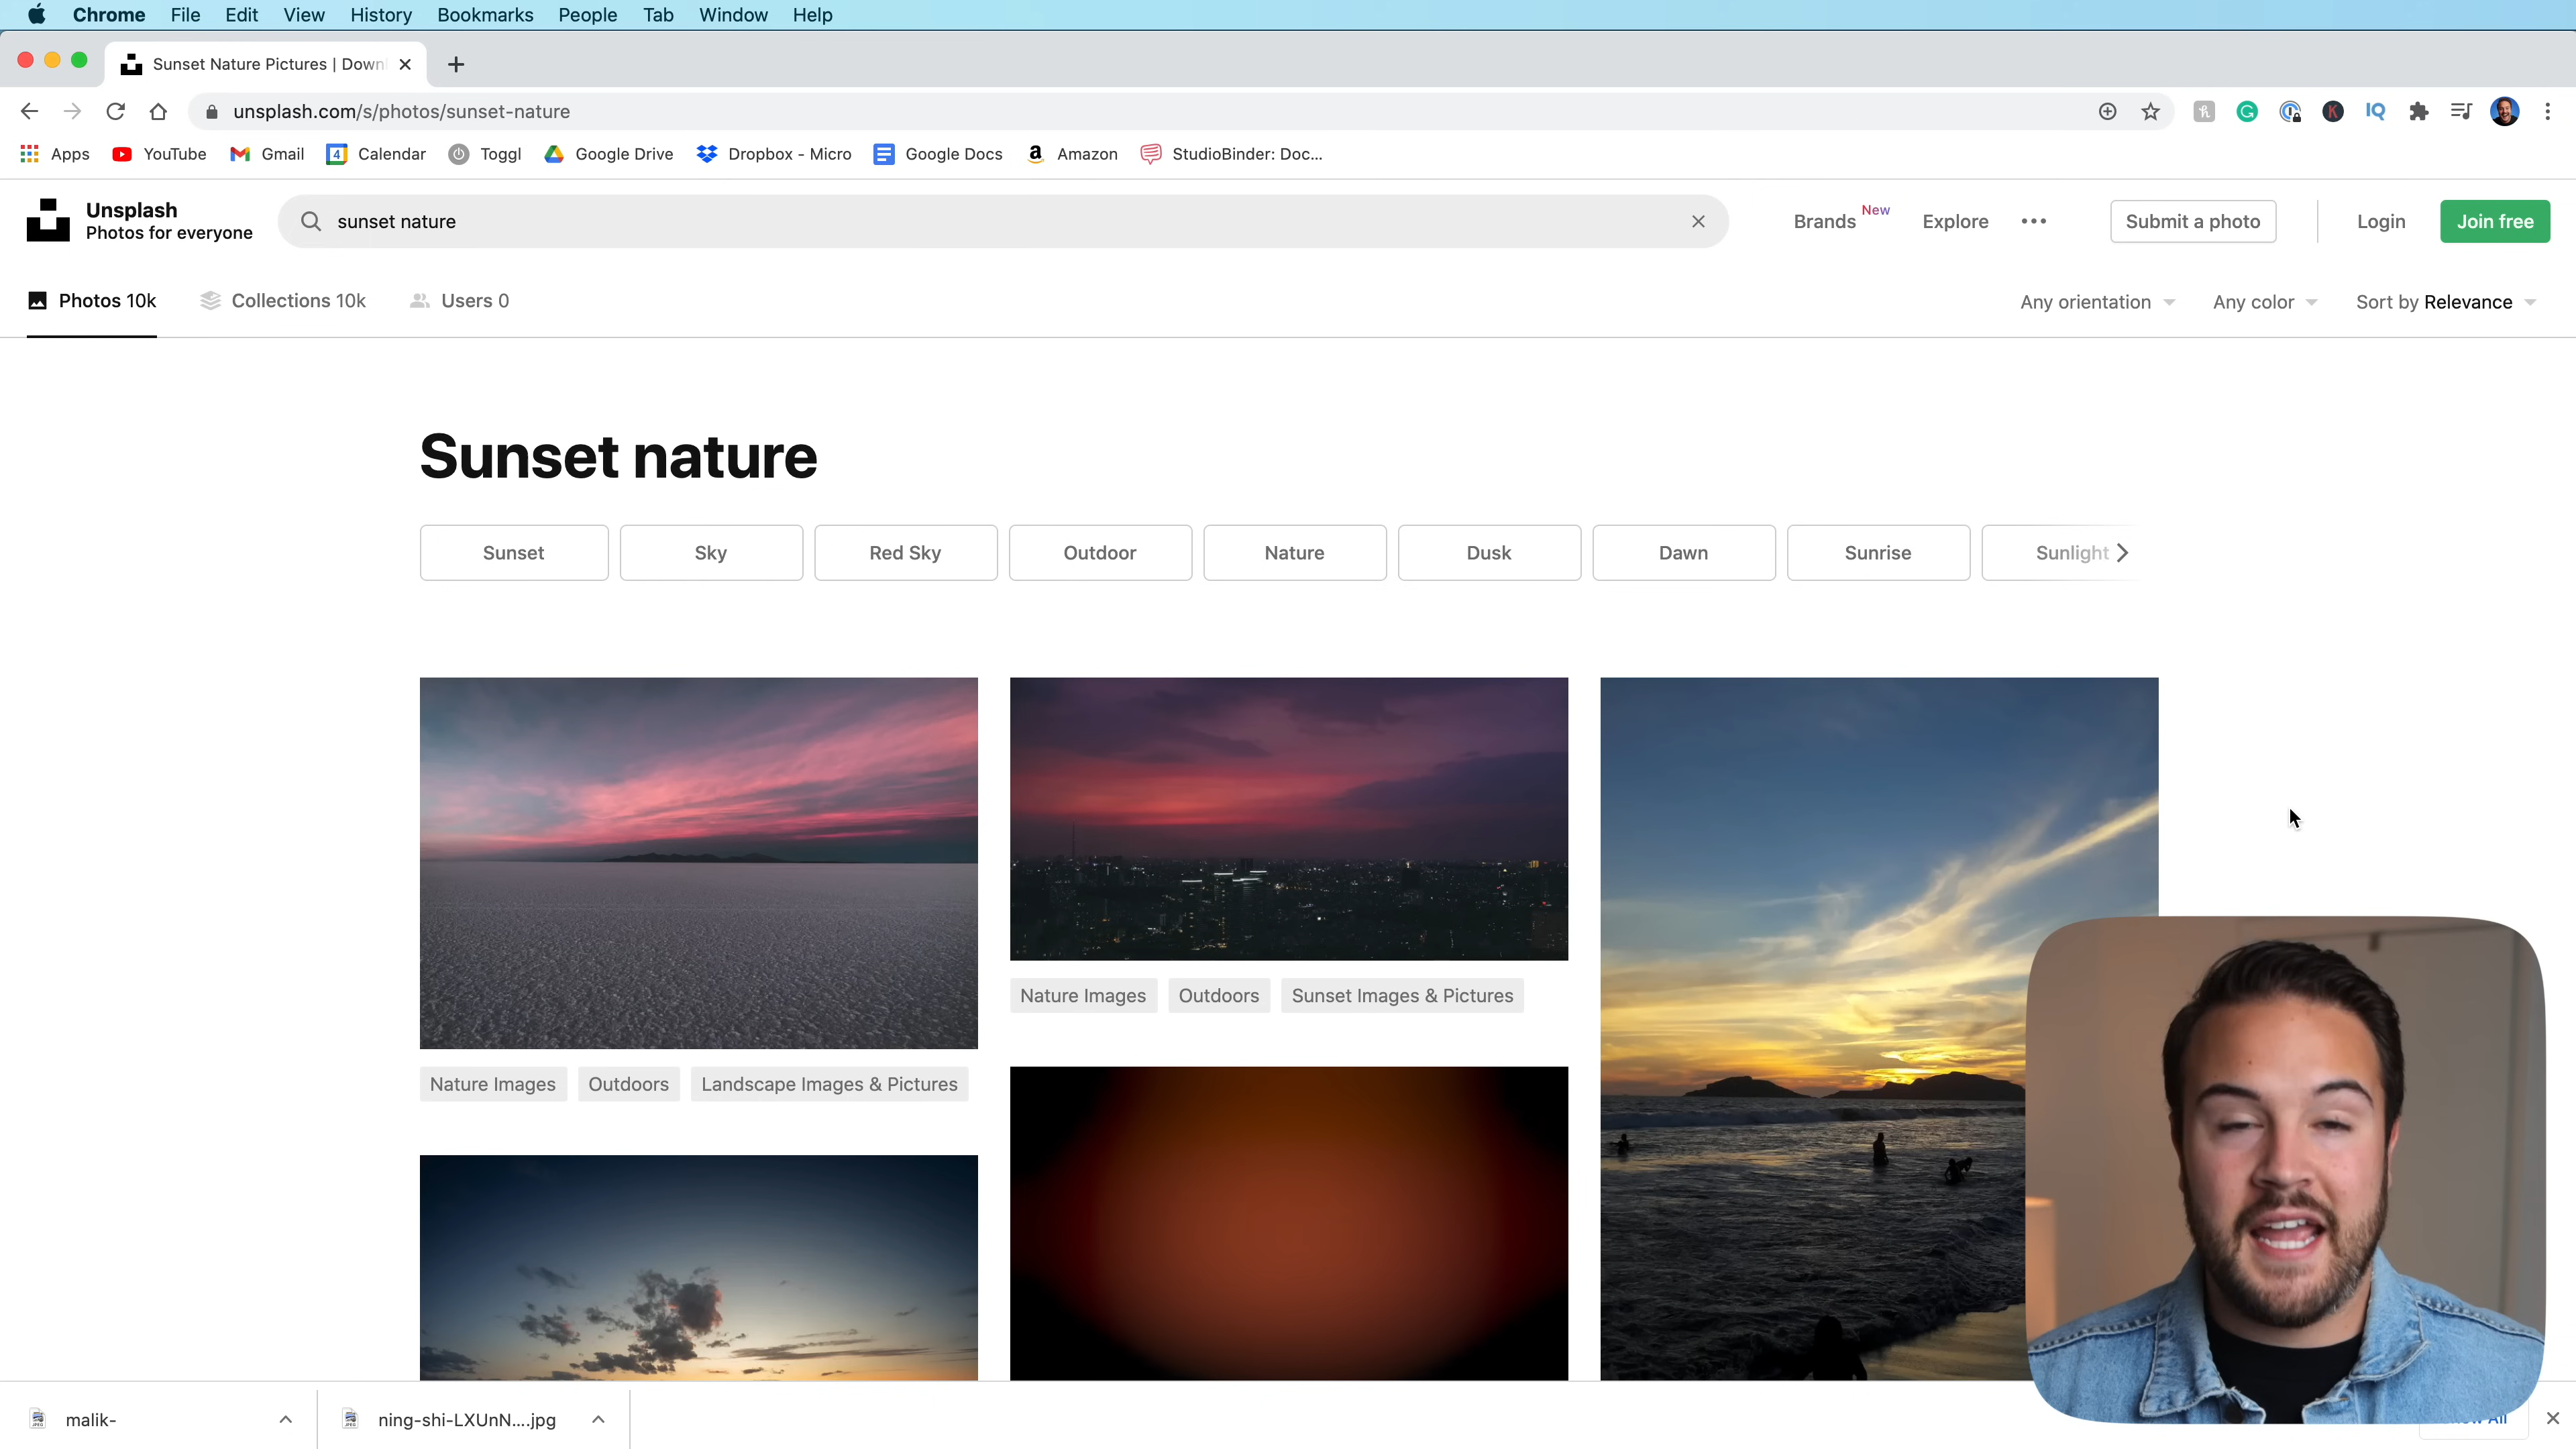 Chrome File Edit View History Bookmarks People Tab Window Help
Sunset Nature Pictures | Down
unsplash.com/s/photos/sunset-nature
Apps YouTube Gmail 4 Calendar Toggl Google Drive Dropbox - Micro Google Docs Amazon StudioBinder: Doc...
Unsplash
Photos for everyone
sunset nature
Brands New Explore ••• Submit a photo Login Join free
Photos 10k Collections 10k Users 0 Any orientation Any color Sort by Relevance
Sunset nature
Sunset Sky Red Sky Outdoor Nature Dusk Dawn Sunrise Sunlight
Nature Images Outdoors Sunset Images & Pictures
Nature Images Outdoors Landscape Images & Pictures
malik- ning-shi-LXUnN....jpg All